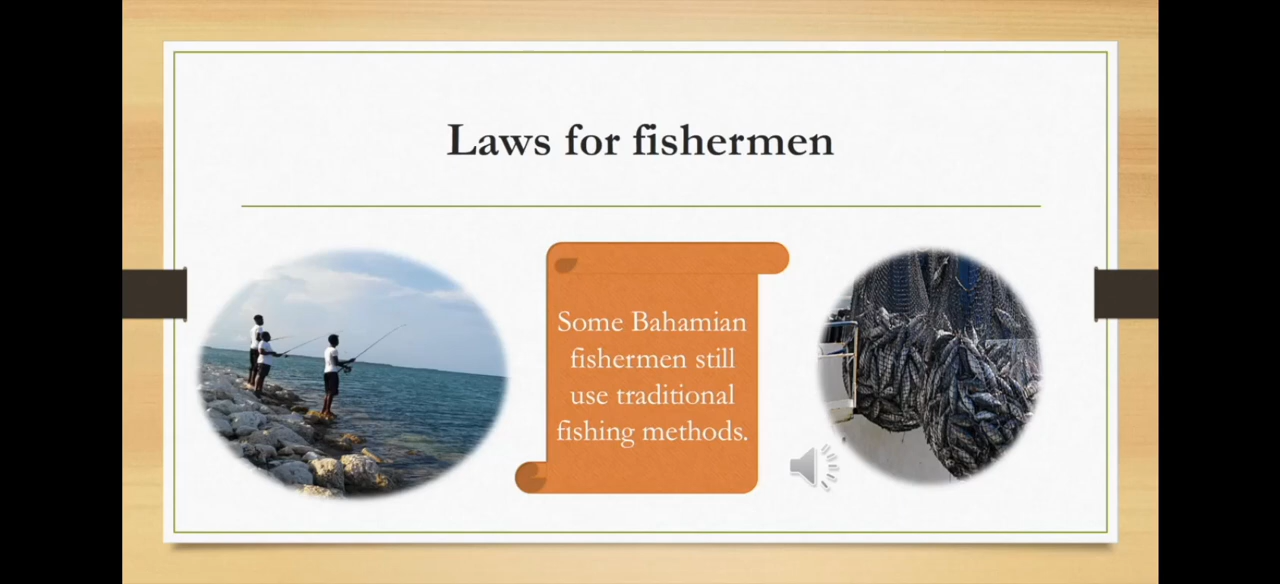 Laws for fishermen
Some Bahamian
fishermen still
use traditional
fishing methods.